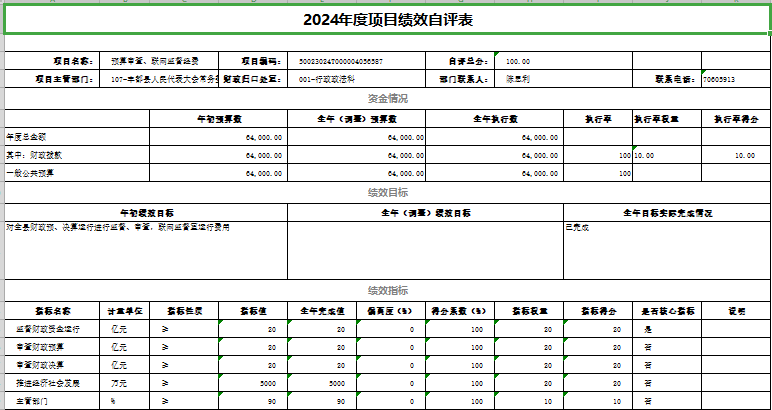 2024年度项目绩效自评表
项目名称: 预算审查、联网监督经费 项目编码: 50023024T000004056587 自评总分: 100.00
项目主管部门: 107-丰都县人民代表大会常务 财政归口处室: 001-行政政法科 部门联系人: 陈思利 联系电话: 70605913
资金情况
年初预算数 全年（调整）预算数 全年执行数 执行率 执行率权重 执行率得分
年度总金额 64,000.00 64,000.00 64,000.00
其中: 财政拨款 64,000.00 64,000.00 64,000.00 100 10.00 10.00
一般公共预算 64,000.00 64,000.00 64,000.00 100
绩效目标
年初绩效目标 全年（调整）绩效目标 全年目标实际完成情况
对全县财政预、决算运行进行监督、审查，联网监督室运行费用 已完成
绩效指标
指标名称 计量单位 指标性质 指标值 全年完成值 偏离度（%） 得分系数（%） 指标权重 指标得分 是否核心指标 说明
监督财政资金运行 亿元 ≥ 20 20 0 100 20 20 是
审查财政预算 亿元 ≥ 20 20 0 100 20 20 否
审查财政决算 亿元 ≥ 20 20 0 100 20 20 否
推进经济社会发展 万元 ≥ 5000 5000 0 100 20 20 否
主管部门 % ≥ 90 90 0 100 10 10 否